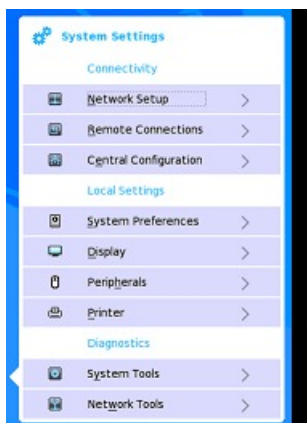 System Settings
Connectivity
Network Setup
Remote Connections
Central Configuration
Local Settings
System Preferences
Display
Peripherals
Printer
Diagnostics
System Tools
Network Tools